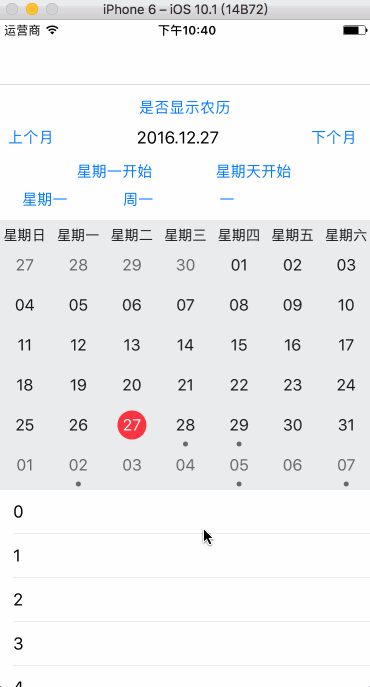 iPhone 6 – iOS 10.1 (14B72)
运营商 下午10:40
是否显示农历
上个月 2016.12.27 下个月
星期一开始 星期天开始
星期一 周一 一
星期日 星期一 星期二 星期三 星期四 星期五 星期六
27 28 29 30 01 02 03
04 05 06 07 08 09 10
11 12 13 14 15 16 17
18 19 20 21 22 23 24
25 26 27 28 29 30 31
01 02 03 04 05 06 07
0
1
2
3
4